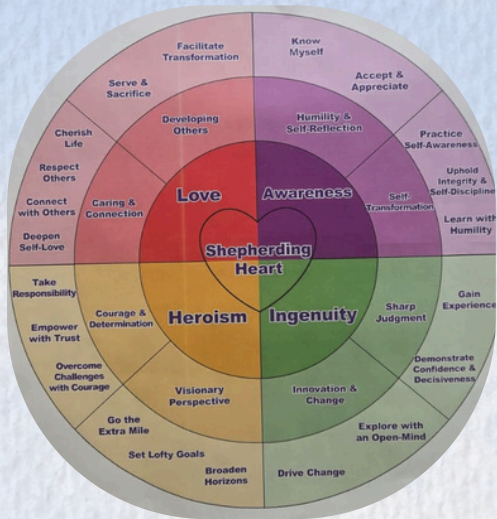 Facilitate
Transformation
Serve &
Sacrifice
Developing
Others
Cherish
Life
Respect
Others
Connect
with Others
Deepen
Self-Love
Caring &
Connection
Love
Know
Myself
Accept &
Appreciate
Humility &
Self-Reflection
Practice
Self-Awareness
Uphold
Integrity &
Self-Discipline
Learn with
Humility
Self-
Transformation
Awareness
Shepherding
Heart
Heroism
Take
Responsibility
Empower
with Trust
Overcome
Challenges
with Courage
Courage &
Determination
Visionary
Perspective
Go the
Extra Mile
Set Lofty Goals
Broaden
Horizons
Ingenuity
Sharp
Judgment
Gain
Experience
Demonstrate
Confidence &
Decisiveness
Innovation &
Change
Explore with
an Open-Mind
Drive Change